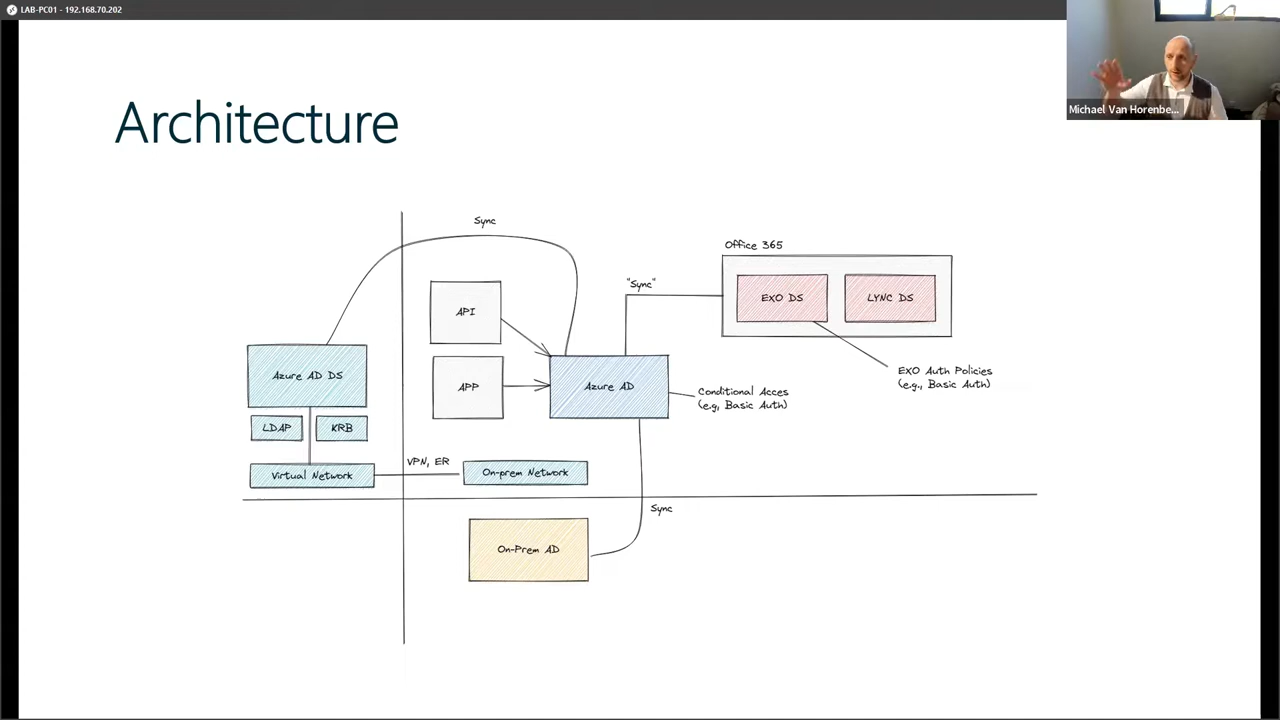 LAB-PC01 - 192.168.70.202
Michael Van Horenbe...
Architecture
Sync
Office 365
"Sync"
EXO DS
LYNC DS
API
Azure AD DS
APP
Azure AD
EXO Auth Policies
(e.g., Basic Auth)
Conditional Acces
(e.g, Basic Auth)
LDAP
KRB
VPN, ER
Virtual Network
On-prem Network
Sync
On-Prem AD